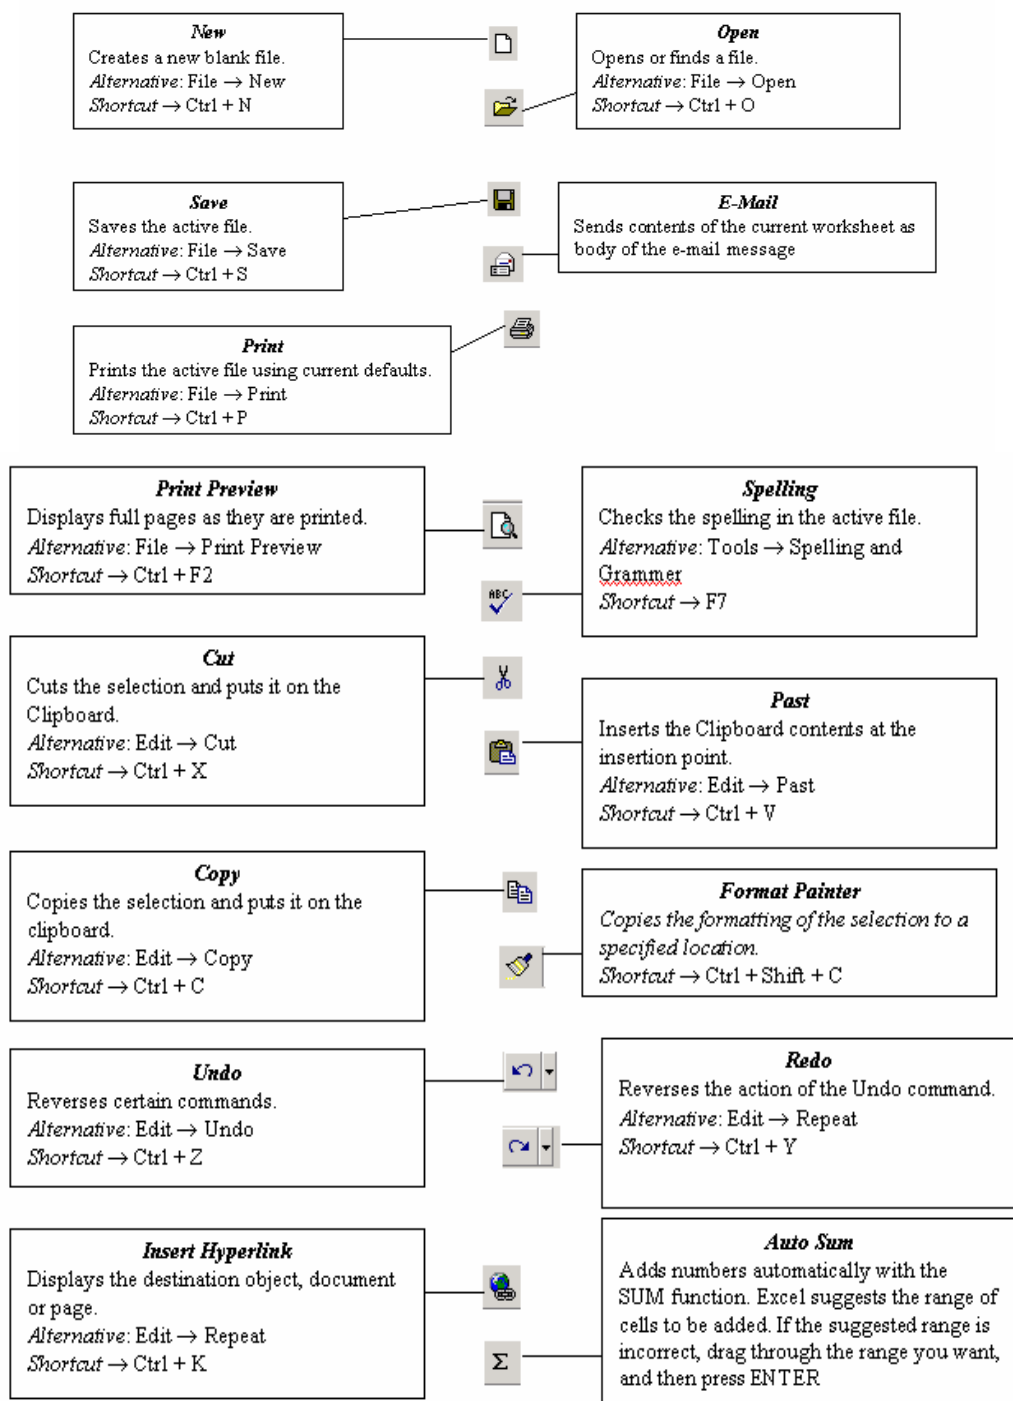 New
Creates a new blank file.
Alternative: File → New
Shortcut → Ctrl + N
Open
Opens or finds a file.
Alternative: File → Open
Shortcut → Ctrl + O
Save
Saves the active file.
Alternative: File → Save
Shortcut → Ctrl + S
E-Mail
Sends contents of the current worksheet as
body of the e-mail message
Print
Prints the active file using current defaults.
Alternative: File → Print
Shortcut → Ctrl + P
Print Preview
Displays full pages as they are printed.
Alternative: File → Print Preview
Shortcut → Ctrl + F2
Spelling
Checks the spelling in the active file.
Alternative: Tools → Spelling and
Grammer
Shortcut → F7
ABC
Cut
Cuts the selection and puts it on the
Clipboard.
Alternative: Edit → Cut
Shortcut → Ctrl + X
Past
Inserts the Clipboard contents at the
insertion point.
Alternative: Edit → Past
Shortcut → Ctrl + V
Copy
Copies the selection and puts it on the
clipboard.
Alternative: Edit → Copy
Shortcut → Ctrl + C
Format Painter
Copies the formatting of the selection to a
specified location.
Shortcut → Ctrl + Shift + C
Undo
Reverses certain commands.
Alternative: Edit → Undo
Shortcut → Ctrl + Z
Redo
Reverses the action of the Undo command.
Alternative: Edit → Repeat
Shortcut → Ctrl + Y
Insert Hyperlink
Displays the destination object, document
or page.
Alternative: Edit → Repeat
Shortcut → Ctrl + K
Σ
Auto Sum
Adds numbers automatically with the
SUM function. Excel suggests the range of
cells to be added. If the suggested range is
incorrect, drag through the range you want,
and then press ENTER